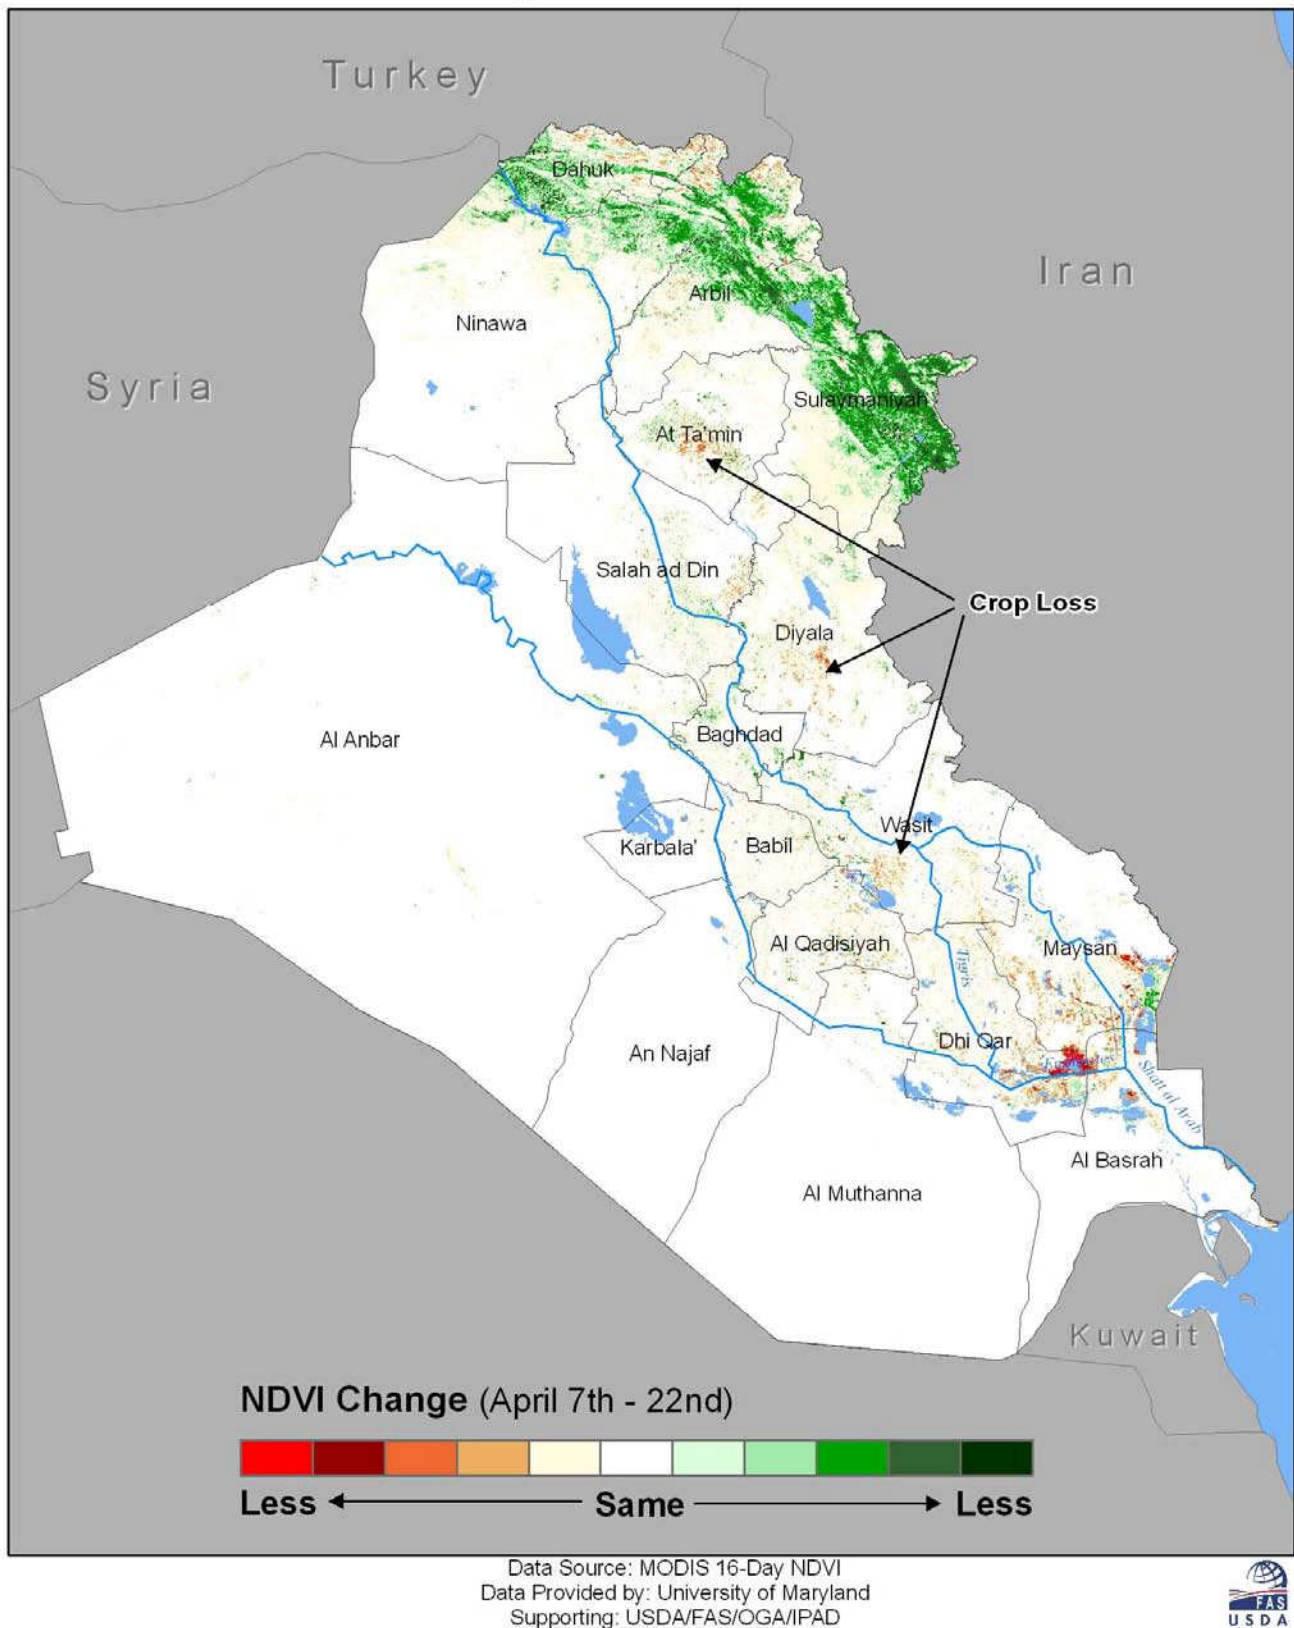 Turkey
Dahuk
Iran
Arbil
Ninawa
Syria
Sulaymaniyah
At Ta'min
Salah ad Din
Crop Loss
Diyala
Baghdad
Al Anbar
Wasit
Karbala'
Babil
Al Qadisiyah
Maysan
Tigris
Dhi Qar
An Najaf
Shatt al Arab
Al Basrah
Al Muthanna
Kuwait
NDVI Change (April 7th - 22nd)
Less Same Less
Data Source: MODIS 16-Day NDVI
Data Provided by: University of Maryland
Supporting: USDA/FAS/OGA/IPAD
FAS
USDA